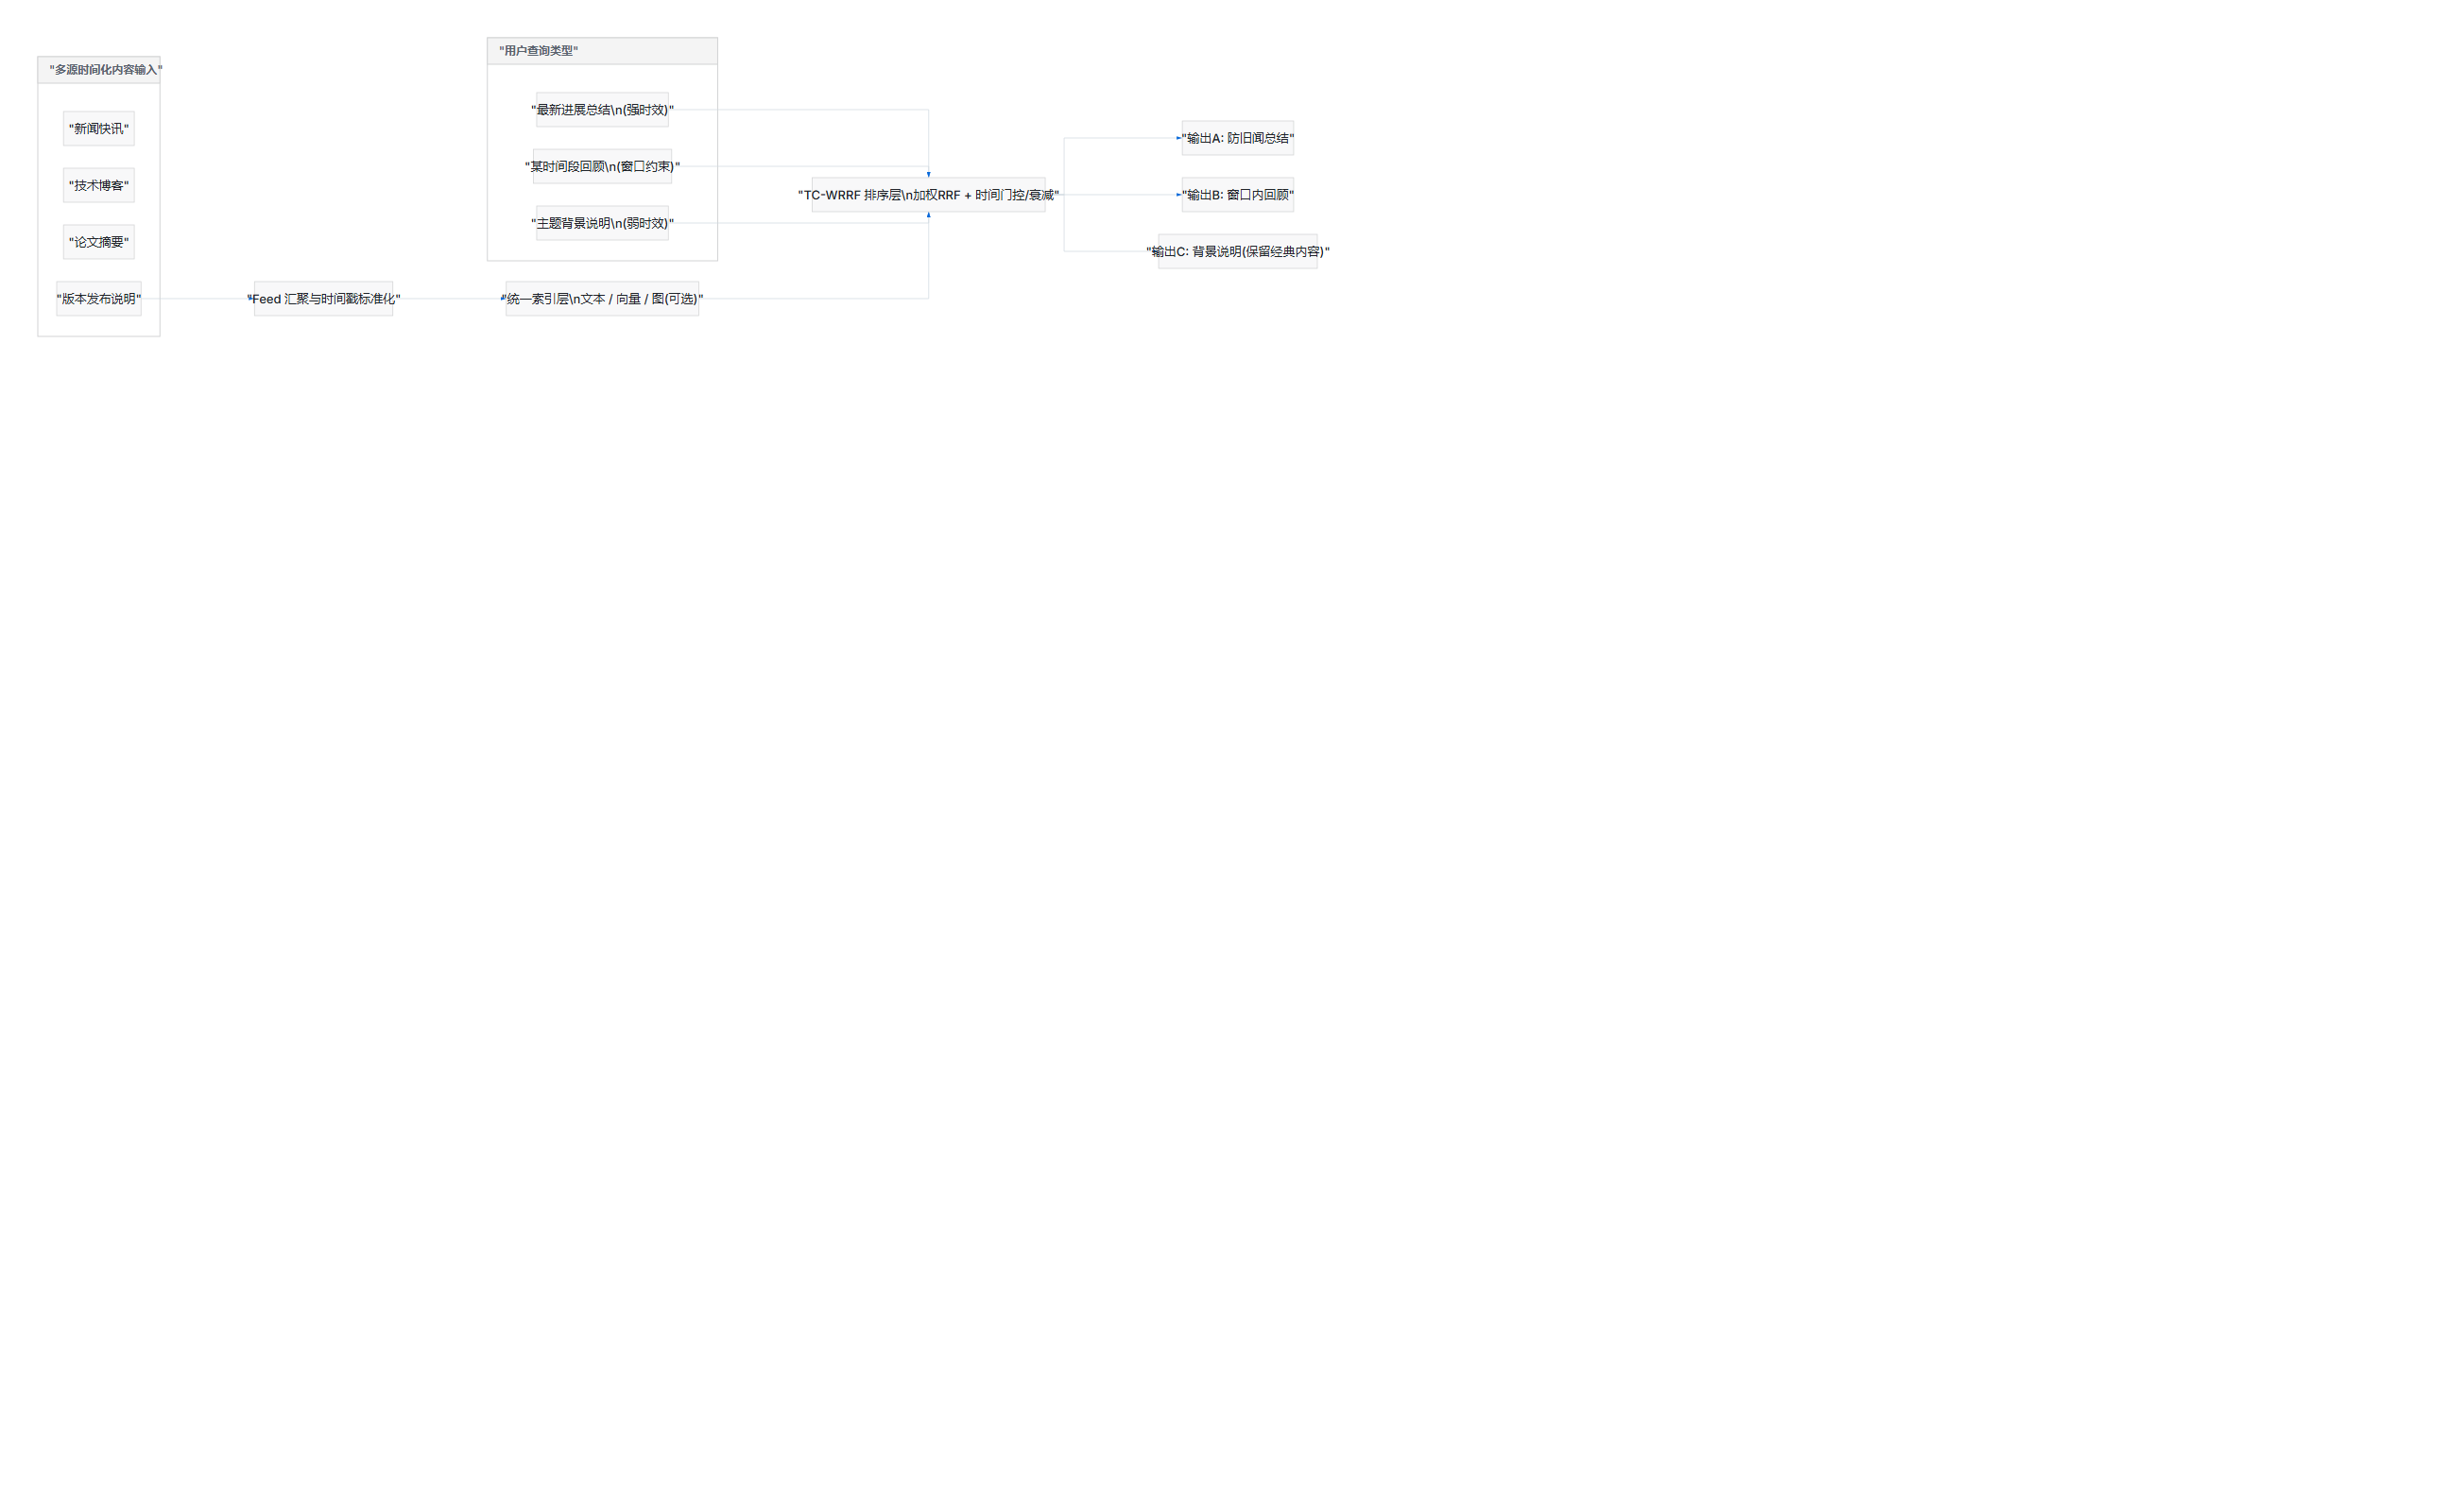 "多源时间化内容输入"
"新闻快讯"
"技术博客"
"论文摘要"
"版本发布说明"
"Feed 汇聚与时间戳标准化"
"用户查询类型"
"最新进展总结\n(强时效)"
"某时间段回顾\n(窗口约束)"
"主题背景说明\n(弱时效)"
"统一索引层\n文本 / 向量 / 图(可选)"
"TC-WRRF 排序层\n加权RRF + 时间门控/衰减"
"输出A: 防旧闻总结"
"输出B: 窗口内回顾"
"输出C: 背景说明(保留经典内容)"